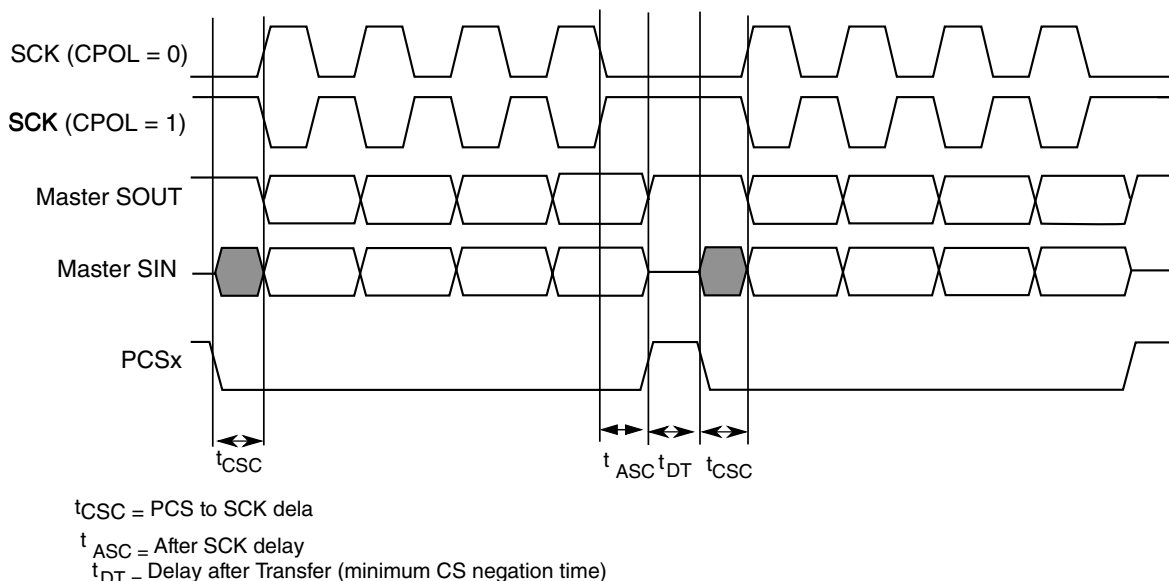 SCK (CPOL = 0)
SCK (CPOL = 1)
Master SOUT
Master SIN
PCSx
tCSC
t ASC tDT tCSC
tCSC = PCS to SCK dela
t ASC = After SCK delay
tDT = Delay after Transfer (minimum CS negation time)